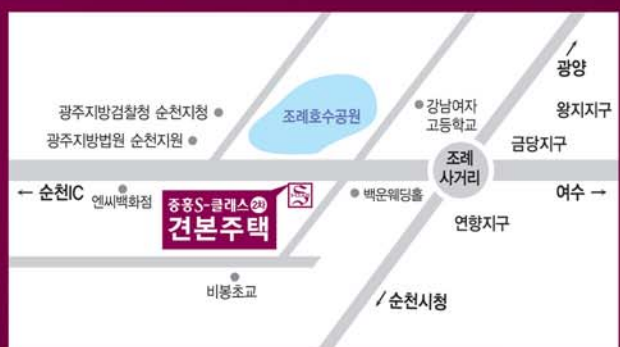 광양
왕지지구
광주지방검찰청 순천지청
조례호수공원
강남여자
고등학교
광주지방법원 순천지원
금당지구
조례
사거리
← 순천IC
엔씨백화점
중흥S-클래스 2차
견본주택
백운웨딩홀
여수 →
연향지구
비봉초교
순천시청